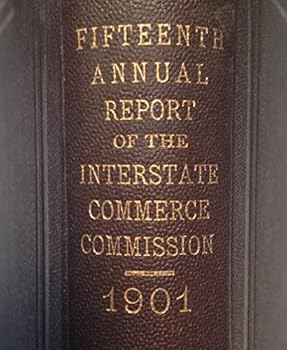 FIFTEENTH
ANNUAL
REPORT
OF THE
INTERSTATE
COMMERCE
COMMISSION
1901